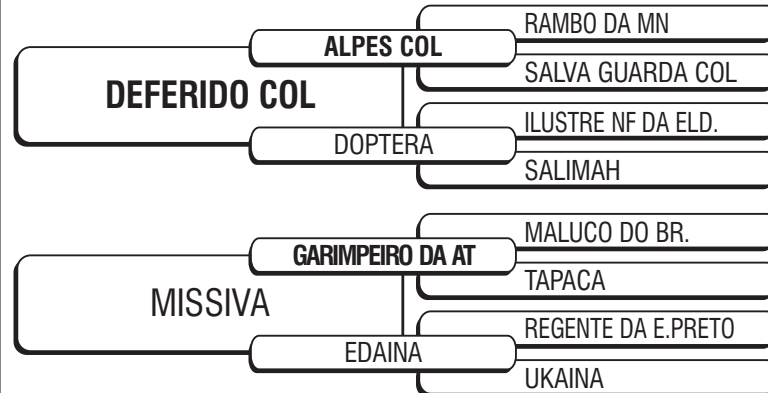 RAMBO DA MN
ALPES COL
SALVA GUARDA COL
DEFERIDO COL
ILUSTRE NF DA ELD.
DOPTERA
SALIMAH
MALUCO DO BR.
GARIMPEIRO DA AT
TAPACA
MISSIVA
REGENTE DA E.PRETO
EDAINA
UKAINA